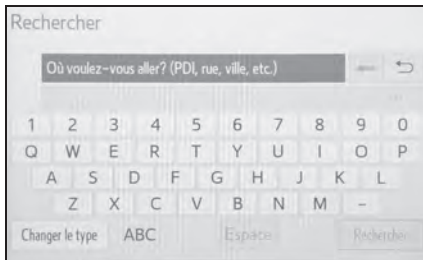 Rechercher
Où voulez-vous aller? (PDI, rue, ville, etc.)
1 2 3 4 5 6 7 8 9 0
Q W E R T Y U I O P
A S D F G H J K L
Z X C V B N M -
Changer le type ABC Espace Rechercher